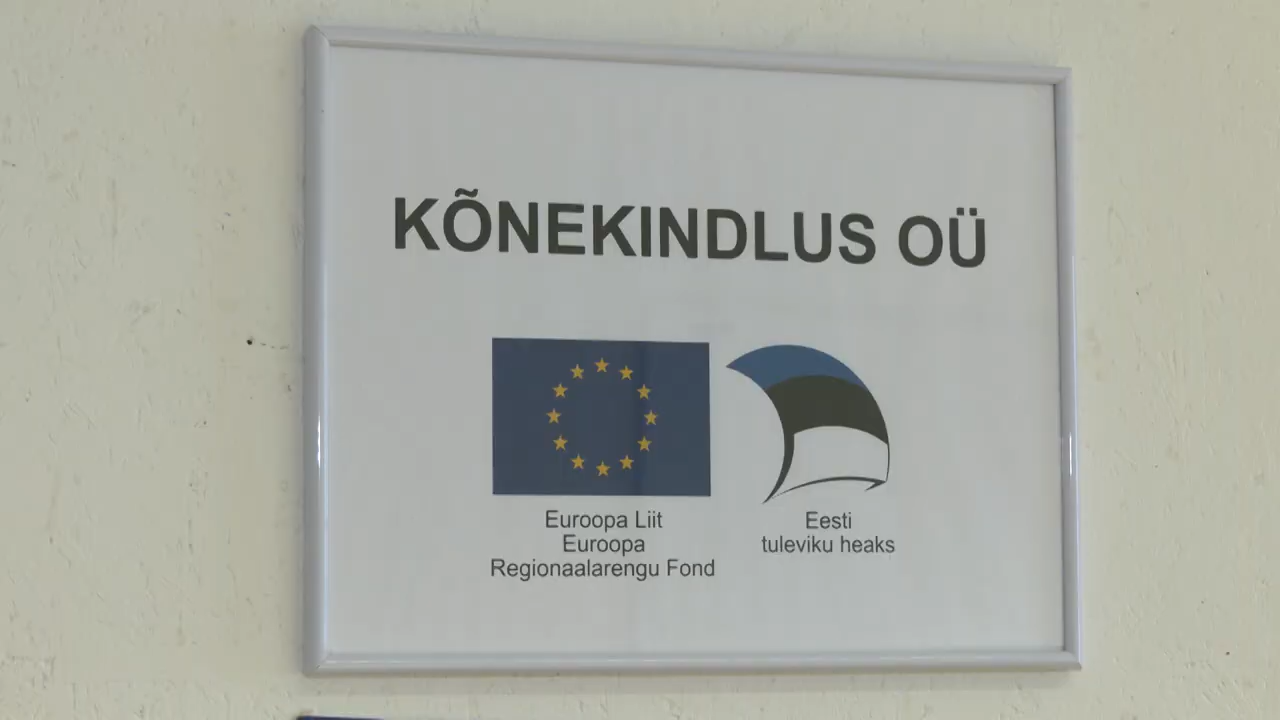 KÕNEKINDLUS OÜ
Euroopa Liit
Euroopa
Regionaalarengu Fond
Eesti
tuleviku heaks